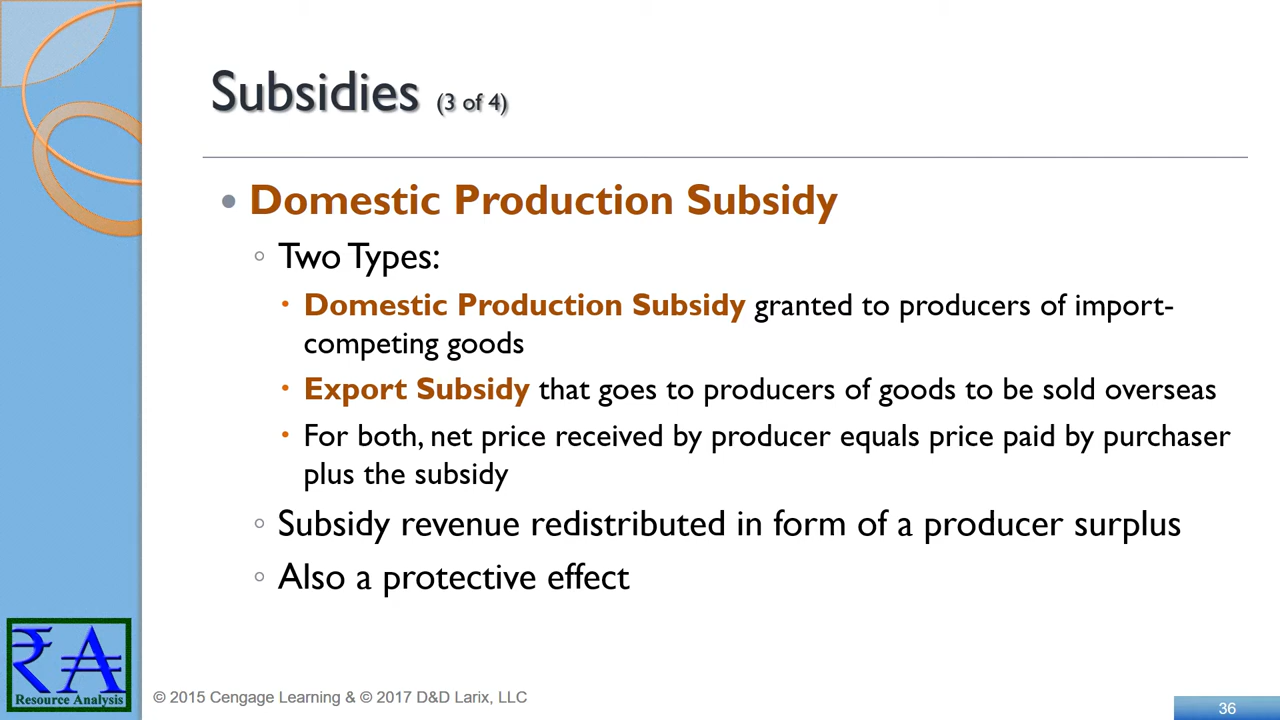 Subsidies (3 of 4)
• Domestic Production Subsidy
◦ Two Types:
• Domestic Production Subsidy granted to producers of import-
competing goods
• Export Subsidy that goes to producers of goods to be sold overseas
• For both, net price received by producer equals price paid by purchaser
plus the subsidy
◦ Subsidy revenue redistributed in form of a producer surplus
◦ Also a protective effect
₹A
Resource Analysis
© 2015 Cengage Learning & © 2017 D&D Larix, LLC
36